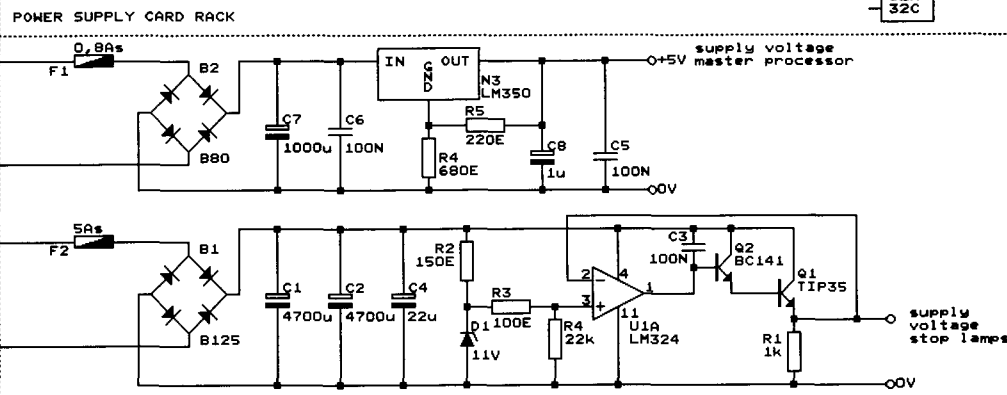 32C
POWER SUPPLY CARD RACK
0,8As
F1
B2
B80
C7
1000u
C6
100N
IN
OUT
GND
N3
LM350
R5
220E
R4
680E
C8
1u
C5
100N
+5V
supply voltage
master processor
0V
5As
F2
B1
B125
C1
4700u
C2
4700u
C4
22u
R2
150E
R3
100E
D1
11V
R4
22k
2
3
-
+
4
11
1
U1A
LM324
C3
100N
Q2
BC141
Q1
TIP35
R1
1k
supply
voltage
stop lamps
0V